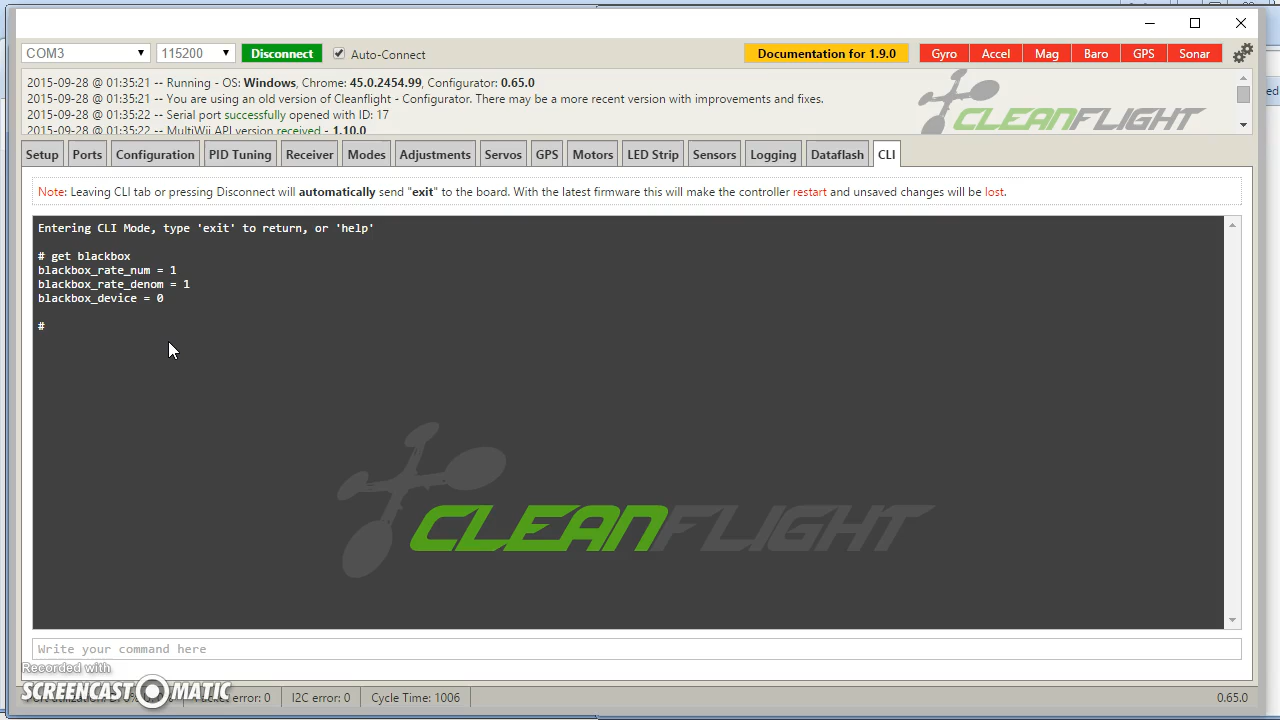 COM3 115200 Disconnect Auto-Connect Documentation for 1.9.0 Gyro Accel Mag Baro GPS Sonar
2015-09-28 @ 01:35:21 -- Running - OS: Windows, Chrome: 45.0.2454.99, Configurator: 0.65.0
2015-09-28 @ 01:35:21 -- You are using an old version of Cleanflight - Configurator. There may be a more recent version with improvements and fixes.
2015-09-28 @ 01:35:22 -- Serial port successfully opened with ID: 17
2015-09-28 @ 01:35:22 -- MultiWii API version received - 1.10.0
CLEANFLIGHT
Setup Ports Configuration PID Tuning Receiver Modes Adjustments Servos GPS Motors LED Strip Sensors Logging Dataflash CLI
Note: Leaving CLI tab or pressing Disconnect will automatically send "exit" to the board. With the latest firmware this will make the controller restart and unsaved changes will be lost.
Entering CLI Mode, type 'exit' to return, or 'help'
# get blackbox
blackbox_rate_num = 1
blackbox_rate_denom = 1
blackbox_device = 0
#
CLEANFLIGHT
Write your command here
Recorded with
SCREENCAST MATIC
error: 0 I2C error: 0 Cycle Time: 1006 0.65.0